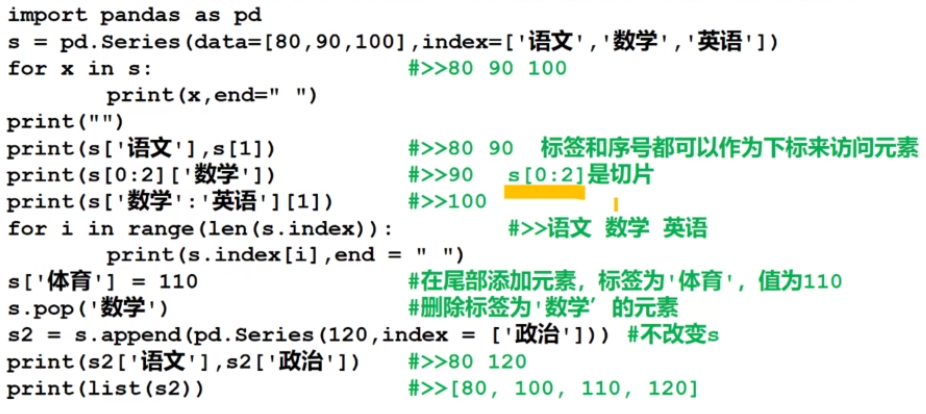 import pandas as pd
s = pd.Series(data=[80,90,100],index=['语文','数学','英语'])
for x in s: #>>80 90 100
print(x,end=" ")
print("")
print(s['语文'],s[1]) #>>80 90 标签和序号都可以作为下标来访问元素
print(s[0:2]['数学']) #>>90 s[0:2]是切片
print(s['数学':'英语'][1]) #>>100
for i in range(len(s.index)): #>>语文 数学 英语
print(s.index[i],end = " ")
s['体育'] = 110 #在尾部添加元素，标签为'体育'，值为110
s.pop('数学') #删除标签为'数学’的元素
s2 = s.append(pd.Series(120,index = ['政治'])) #不改变s
print(s2['语文'],s2['政治']) #>>80 120
print(list(s2)) #>>[80, 100, 110, 120]